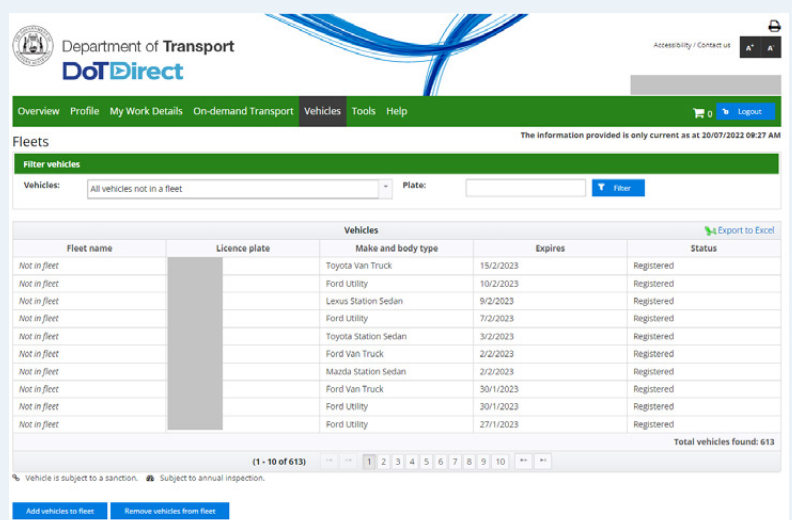 Department of Transport
DoTDirect
Accessibility / Contact us A+ A-
Overview Profile My Work Details On-demand Transport Vehicles Tools Help 0 Logout
Fleets
The information provided is only current as at 20/07/2022 09:27 AM
Filter vehicles
Vehicles: All vehicles not in a fleet Plate: Filter
Vehicles Export to Excel
Fleet name Licence plate Make and body type Expires Status
Not in fleet Toyota Van Truck 15/2/2023 Registered
Not in fleet Ford Utility 10/2/2023 Registered
Not in fleet Lexus Station Sedan 9/2/2023 Registered
Not in fleet Ford Utility 7/2/2023 Registered
Not in fleet Toyota Station Sedan 3/2/2023 Registered
Not in fleet Ford Van Truck 2/2/2023 Registered
Not in fleet Mazda Station Sedan 2/2/2023 Registered
Not in fleet Ford Van Truck 30/1/2023 Registered
Not in fleet Ford Utility 30/1/2023 Registered
Not in fleet Ford Utility 27/1/2023 Registered
Total vehicles found: 613
(1 - 10 of 613) 1 2 3 4 5 6 7 8 9 10
Vehicle is subject to a sanction. Subject to annual inspection.
Add vehicles to fleet Remove vehicles from fleet